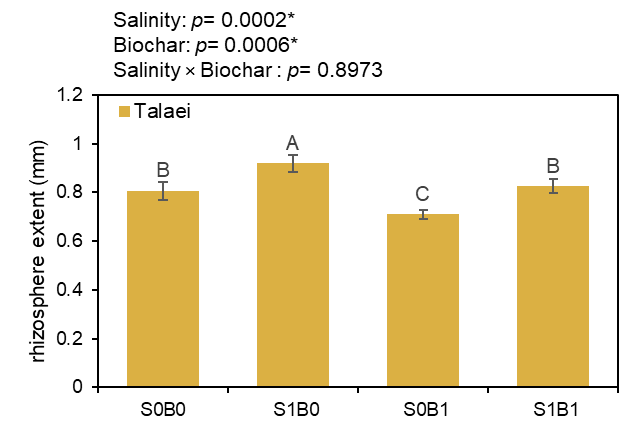 Salinity: p= 0.0002*
Biochar: p= 0.0006*
Salinity × Biochar : p= 0.8973
1.2
1
0.8
0.6
0.4
0.2
0
rhizosphere extent (mm)
Talaei
B
A
C
B
S0B0
S1B0
S0B1
S1B1